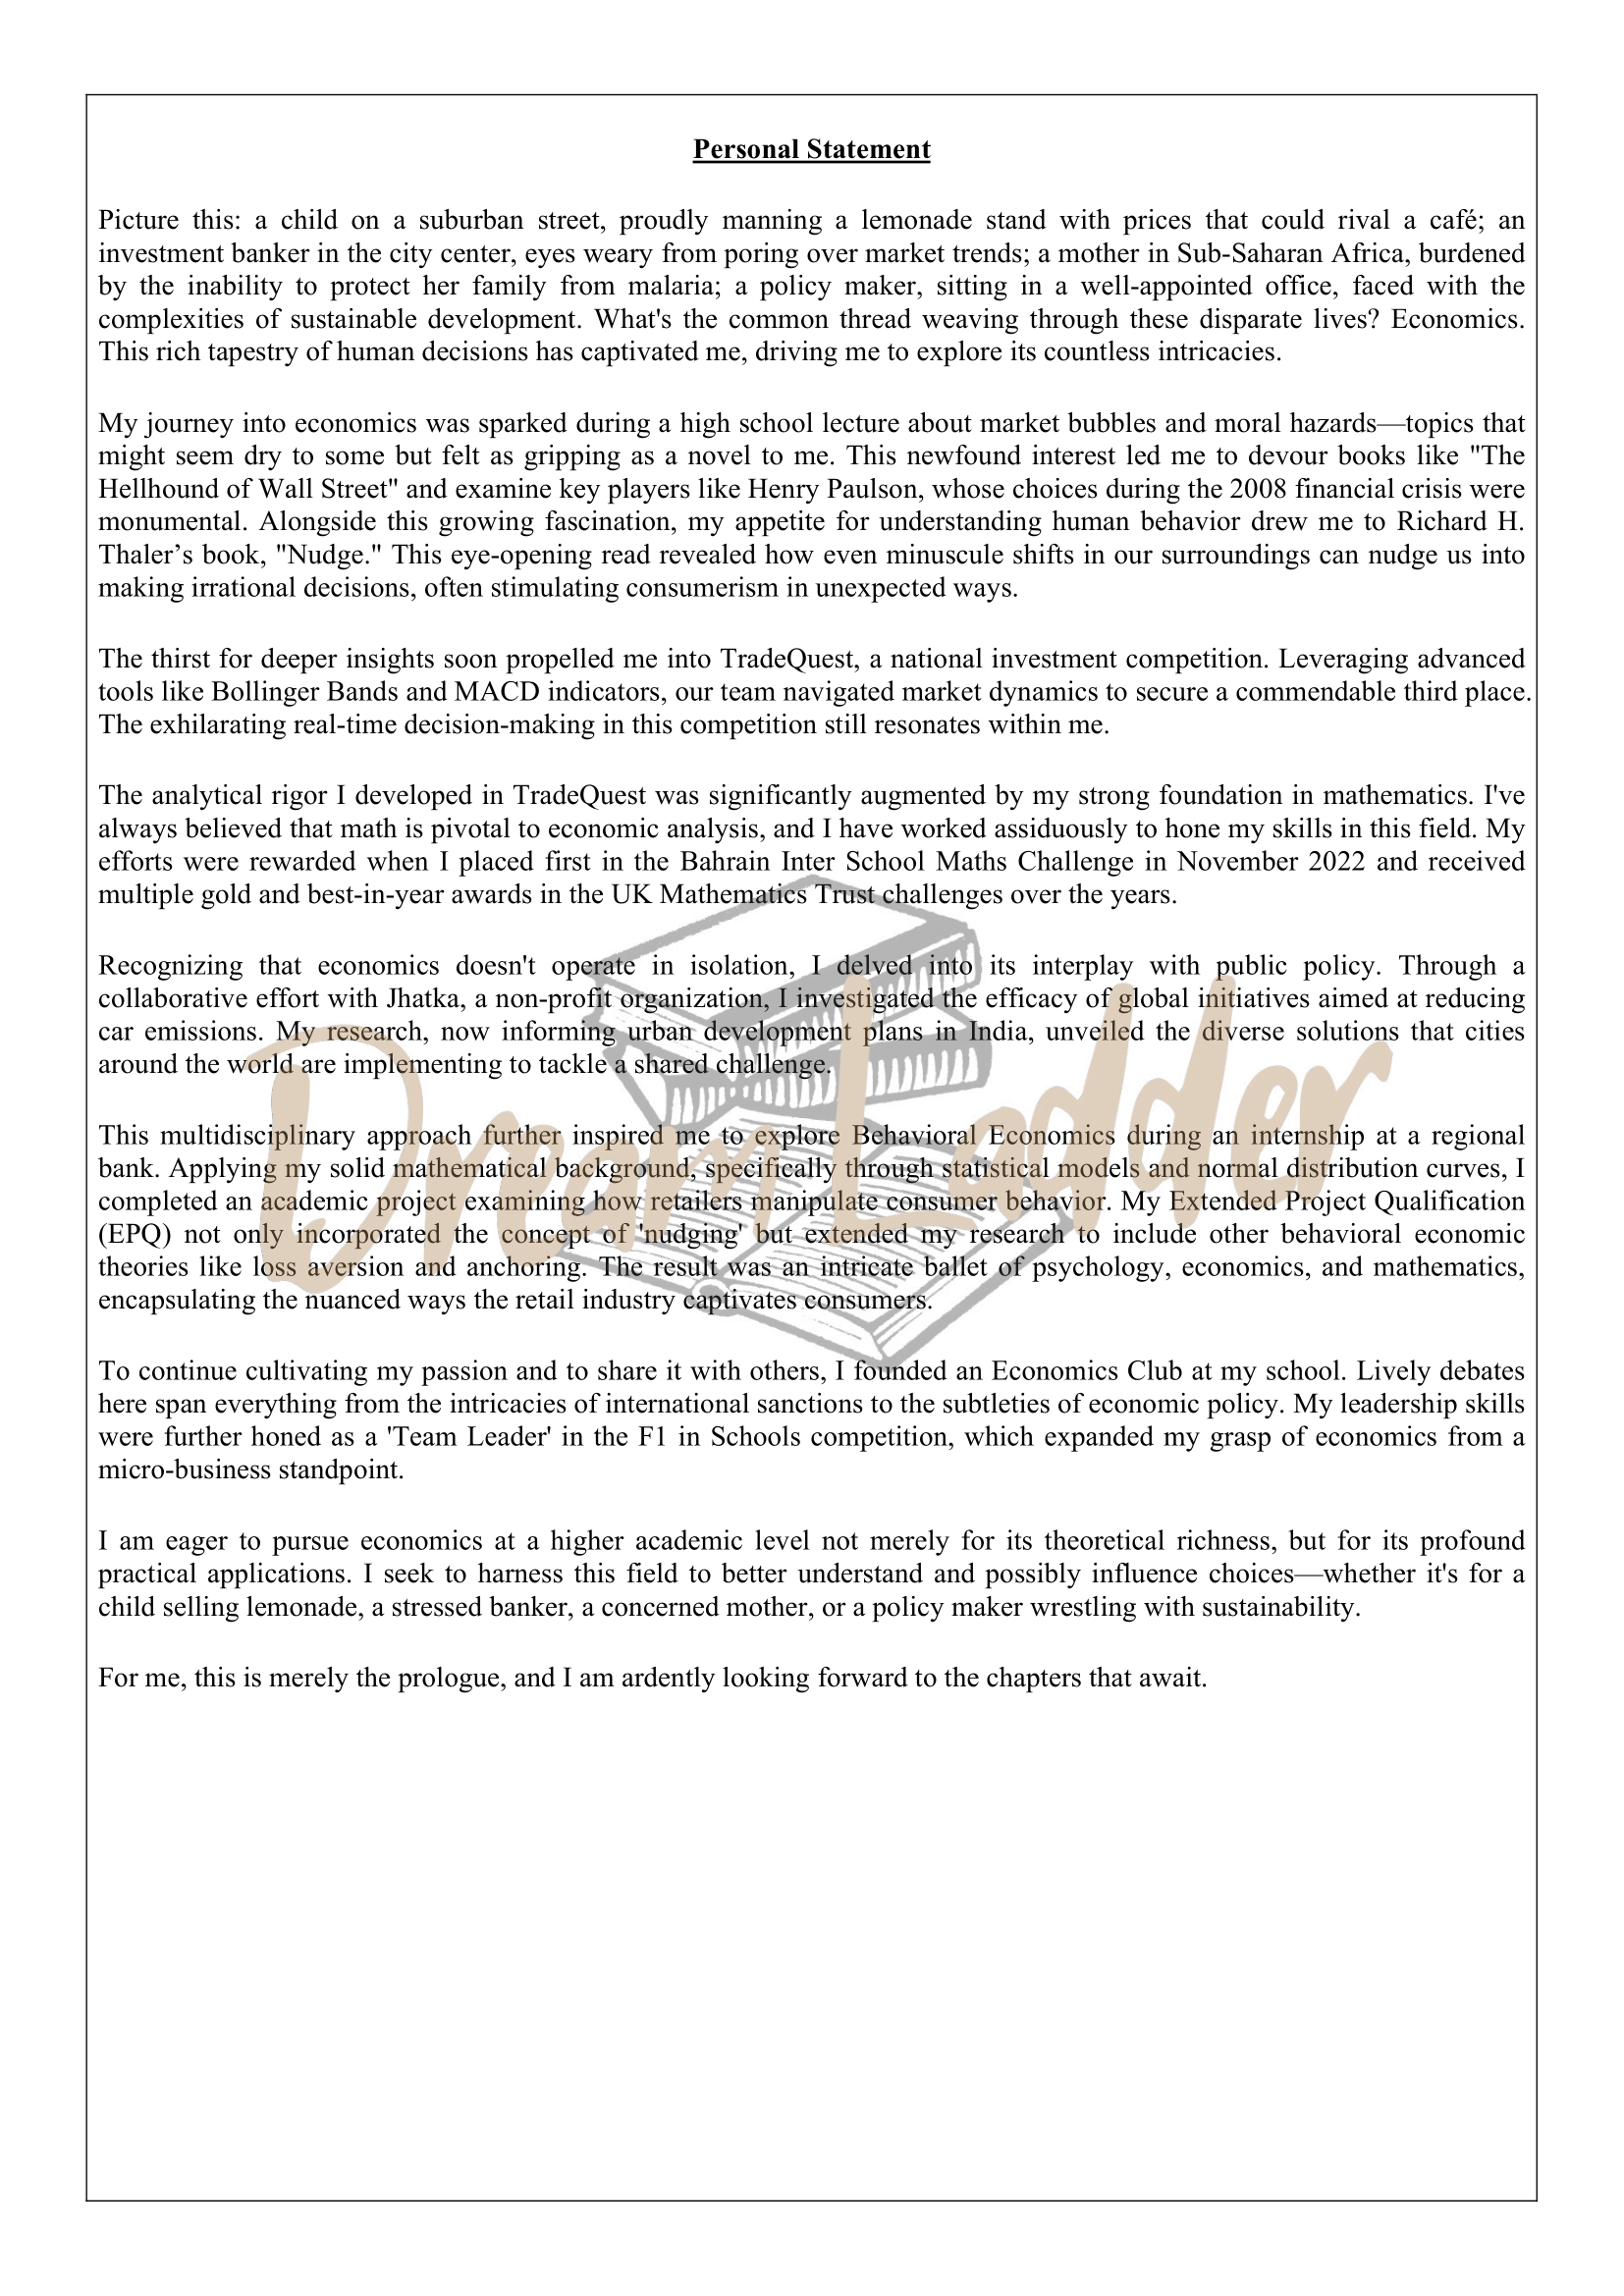 Personal Statement
Picture this: a child on a suburban street, proudly manning a lemonade stand with prices that could rival a café; an
investment banker in the city center, eyes weary from poring over market trends; a mother in Sub-Saharan Africa, burdened
by the inability to protect her family from malaria; a policy maker, sitting in a well-appointed office, faced with the
complexities of sustainable development. What's the common thread weaving through these disparate lives? Economics.
This rich tapestry of human decisions has captivated me, driving me to explore its countless intricacies.
My journey into economics was sparked during a high school lecture about market bubbles and moral hazards—topics that
might seem dry to some but felt as gripping as a novel to me. This newfound interest led me to devour books like "The
Hellhound of Wall Street" and examine key players like Henry Paulson, whose choices during the 2008 financial crisis were
monumental. Alongside this growing fascination, my appetite for understanding human behavior drew me to Richard H.
Thaler’s book, "Nudge." This eye-opening read revealed how even minuscule shifts in our surroundings can nudge us into
making irrational decisions, often stimulating consumerism in unexpected ways.
The thirst for deeper insights soon propelled me into TradeQuest, a national investment competition. Leveraging advanced
tools like Bollinger Bands and MACD indicators, our team navigated market dynamics to secure a commendable third place.
The exhilarating real-time decision-making in this competition still resonates within me.
The analytical rigor I developed in TradeQuest was significantly augmented by my strong foundation in mathematics. I've
always believed that math is pivotal to economic analysis, and I have worked assiduously to hone my skills in this field. My
efforts were rewarded when I placed first in the Bahrain Inter School Maths Challenge in November 2022 and received
multiple gold and best-in-year awards in the UK Mathematics Trust challenges over the years.
Recognizing that economics doesn't operate in isolation, I delved into its interplay with public policy. Through a
collaborative effort with Jhatka, a non-profit organization, I investigated the efficacy of global initiatives aimed at reducing
car emissions. My research, now informing urban development plans in India, unveiled the diverse solutions that cities
around the world are implementing to tackle a shared challenge.
Dream Ladder
This multidisciplinary approach further inspired me to explore Behavioral Economics during an internship at a regional
bank. Applying my solid mathematical background, specifically through statistical models and normal distribution curves, I
completed an academic project examining how retailers manipulate consumer behavior. My Extended Project Qualification
(EPQ) not only incorporated the concept of 'nudging' but extended my research to include other behavioral economic
theories like loss aversion and anchoring. The result was an intricate ballet of psychology, economics, and mathematics,
encapsulating the nuanced ways the retail industry captivates consumers.
To continue cultivating my passion and to share it with others, I founded an Economics Club at my school. Lively debates
here span everything from the intricacies of international sanctions to the subtleties of economic policy. My leadership skills
were further honed as a 'Team Leader' in the F1 in Schools competition, which expanded my grasp of economics from a
micro-business standpoint.
I am eager to pursue economics at a higher academic level not merely for its theoretical richness, but for its profound
practical applications. I seek to harness this field to better understand and possibly influence choices—whether it's for a
child selling lemonade, a stressed banker, a concerned mother, or a policy maker wrestling with sustainability.
For me, this is merely the prologue, and I am ardently looking forward to the chapters that await.